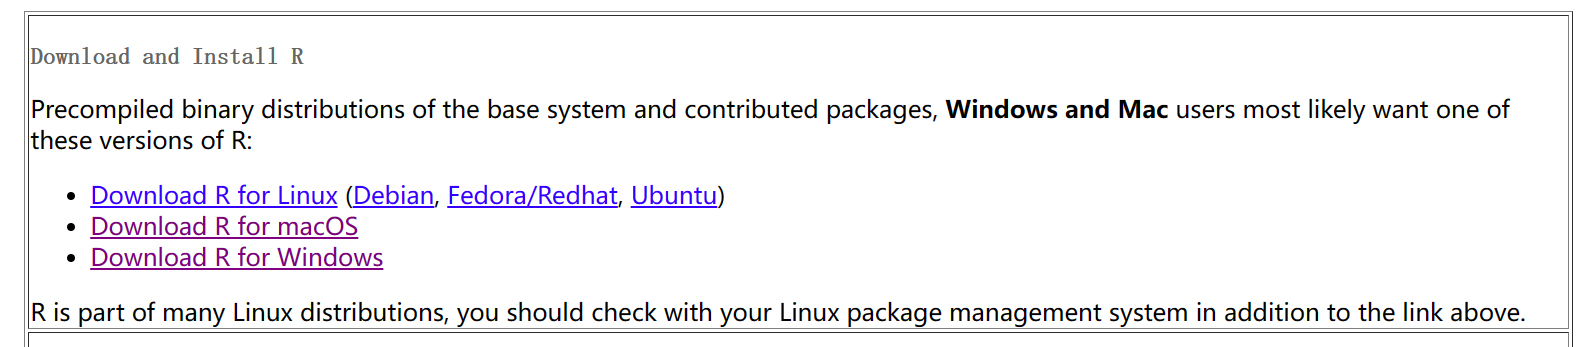 Download and Install R
Precompiled binary distributions of the base system and contributed packages, Windows and Mac users most likely want one of
these versions of R:
• Download R for Linux (Debian, Fedora/Redhat, Ubuntu)
• Download R for macOS
• Download R for Windows
R is part of many Linux distributions, you should check with your Linux package management system in addition to the link above.